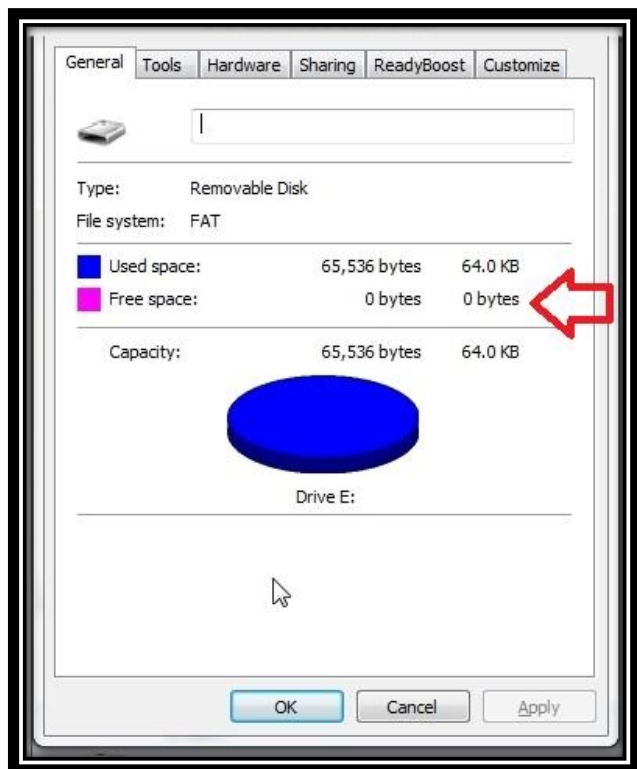 General Tools Hardware Sharing ReadyBoost Customize
Type: Removable Disk
File system: FAT
Used space: 65,536 bytes 64.0 KB
Free space: 0 bytes 0 bytes
Capacity: 65,536 bytes 64.0 KB
Drive E:
OK Cancel Apply